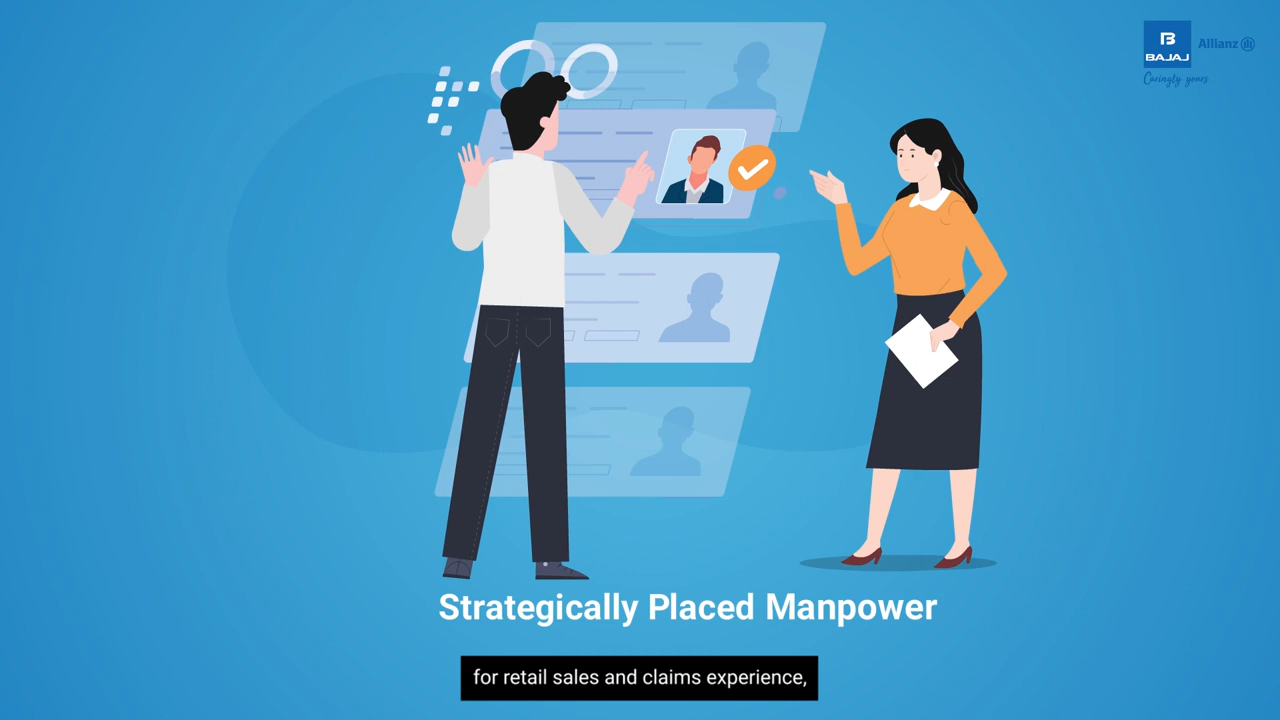 BAJAJ
Allianz
Caringly yours
Strategically Placed Manpower
for retail sales and claims experience,